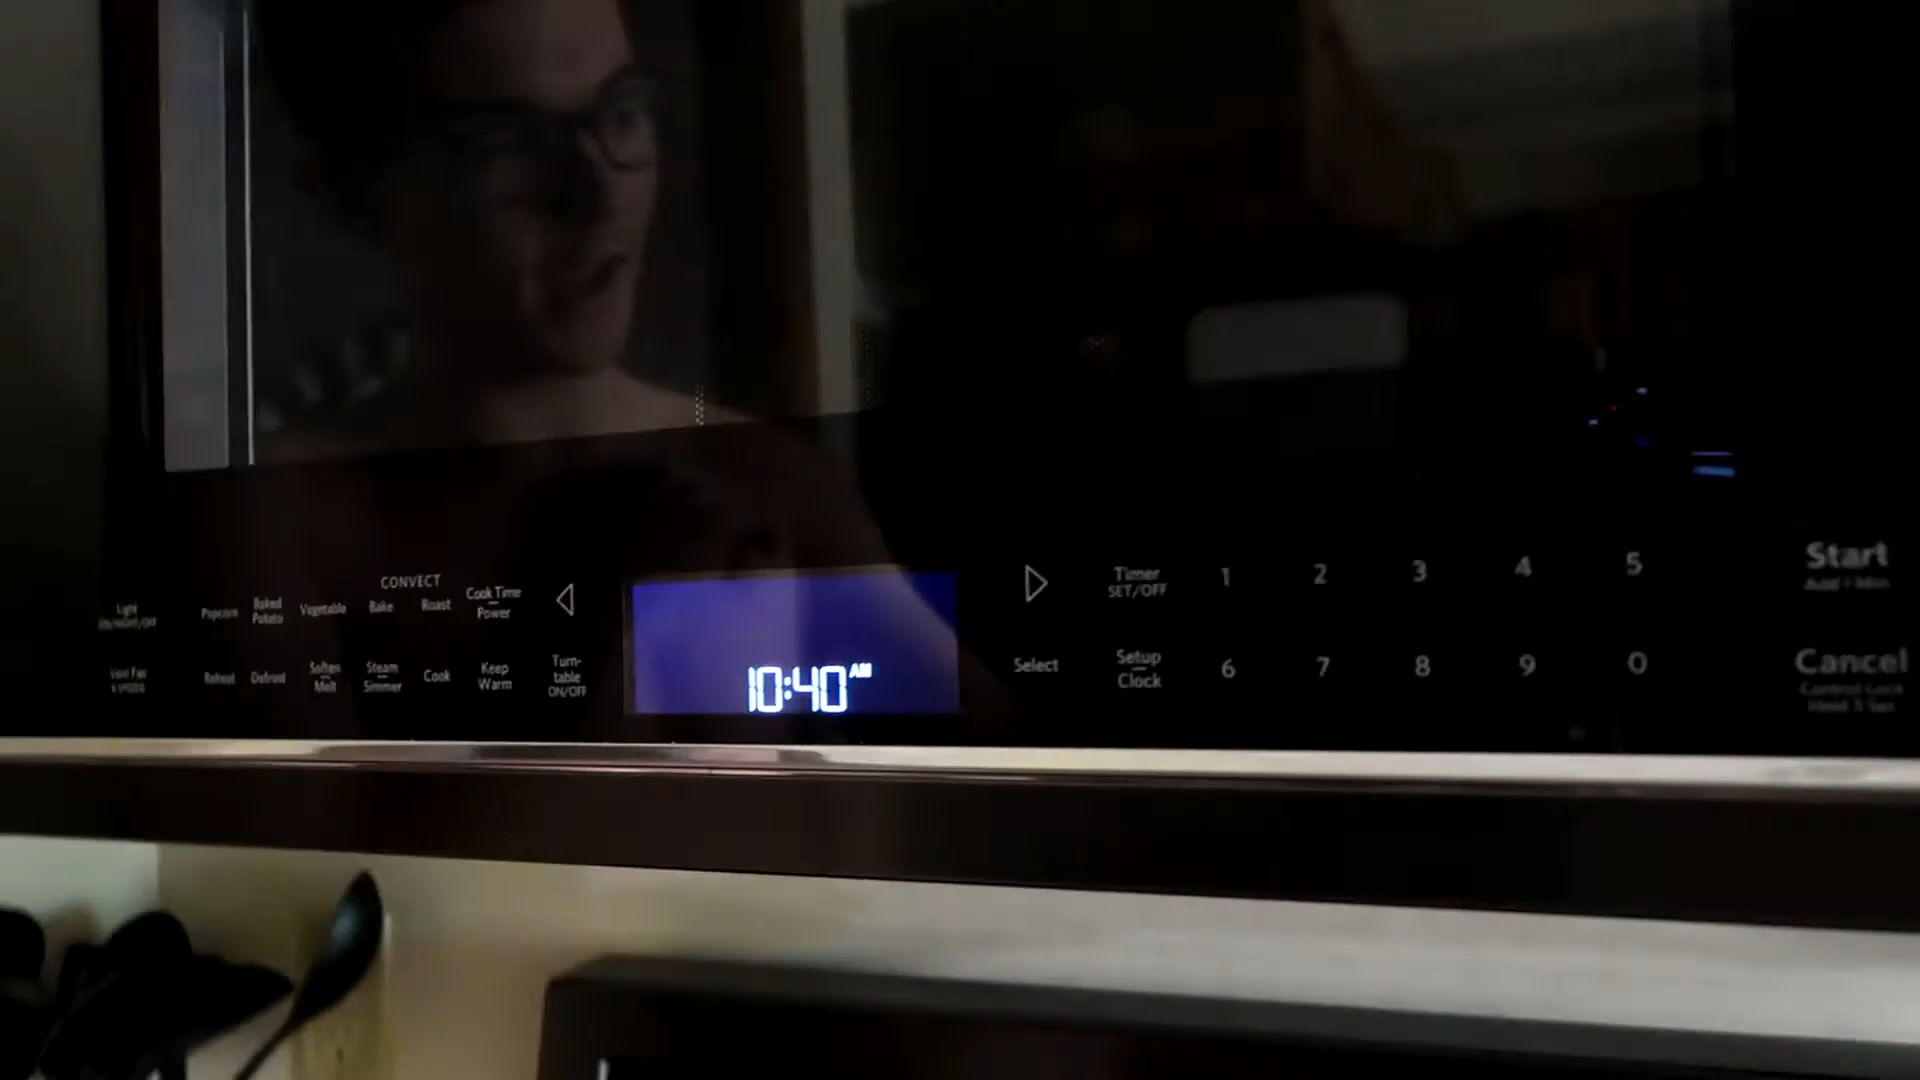 CONVECT
Light
ON/NIGHT/OFF
Popcorn
Baked
Potato
Vegetable
Bake
Roast
Cook Time
Power
Vent Fan
Reheat
Defrost
Soften
Melt
Steam
Simmer
Cook
Keep
Warm
Turn-
table
ON/OFF
10:40 AM
Select
Timer
SET/OFF
Setup
Clock
1 2 3 4 5
6 7 8 9 0
Start
Add 1 Min
Cancel
Control Lock
Hold 3 Sec